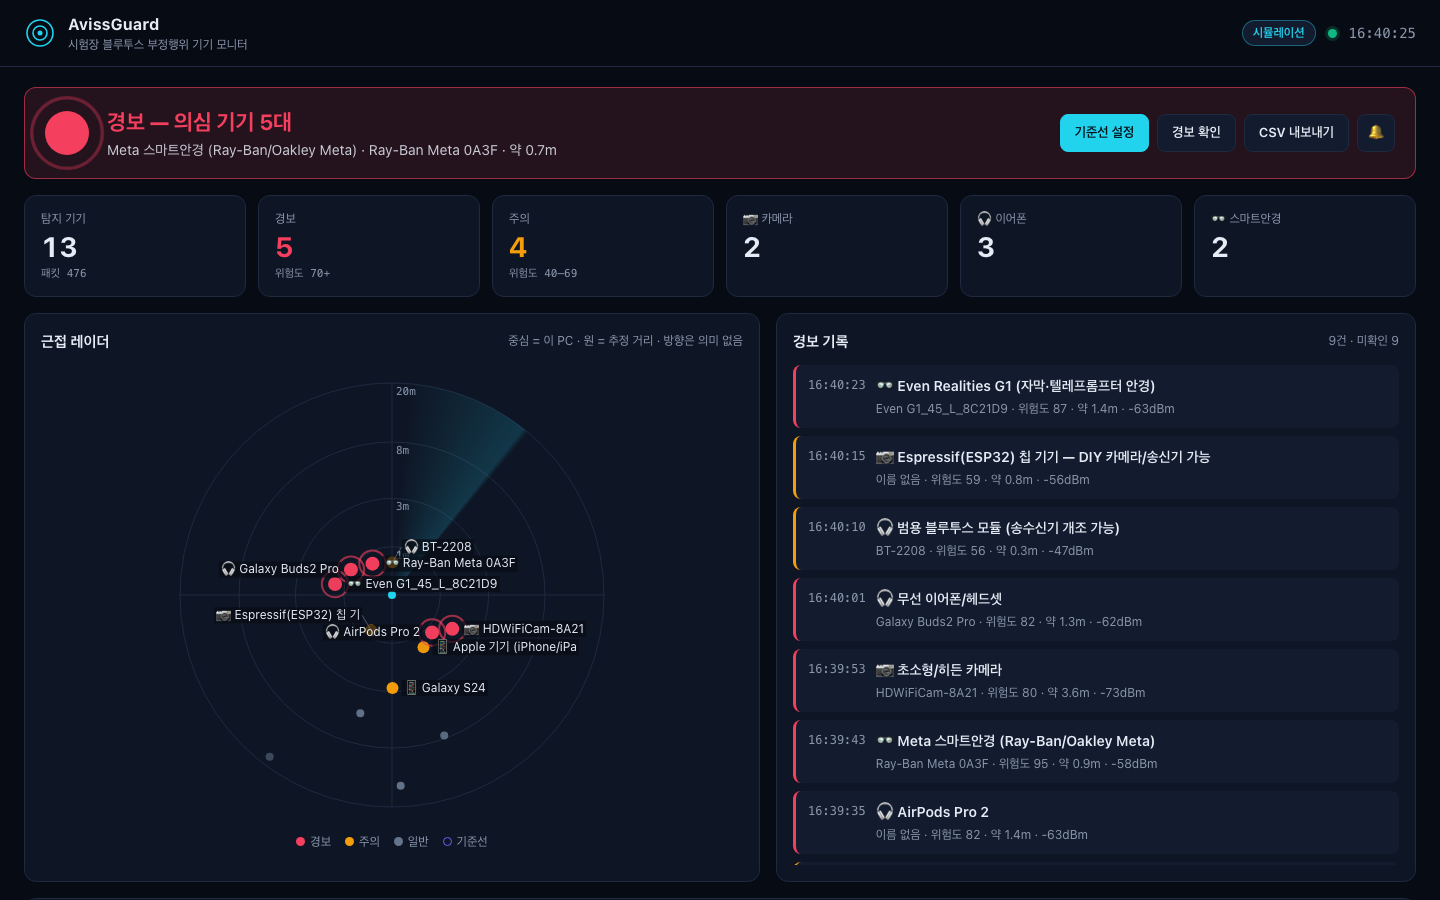 AvissGuard
시험장 블루투스 부정행위 기기 모니터
시뮬레이션
16:40:25
경보 — 의심 기기 5대
Meta 스마트안경 (Ray-Ban/Oakley Meta) · Ray-Ban Meta 0A3F · 약 0.7m
기준선 설정
경보 확인
CSV 내보내기
탐지 기기
13
패킷 476
경보
5
위험도 70+
주의
4
위험도 40–69
카메라
2
이어폰
3
스마트안경
2
근접 레이더
중심 = 이 PC · 원 = 추정 거리 · 방향은 의미 없음
20m
8m
3m
BT-2208
Ray-Ban Meta 0A3F
Galaxy Buds2 Pro
Even G1_45_L_8C21D9
Espressif(ESP32) 칩 기
AirPods Pro 2
HDWiFiCam-8A21
Apple 기기 (iPhone/iPa
Galaxy S24
경보
주의
일반
기준선
경보 기록
9건 · 미확인 9
16:40:23 Even Realities G1 (자막·텔레프롬프터 안경)
Even G1_45_L_8C21D9 · 위험도 87 · 약 1.4m · -63dBm
16:40:15 Espressif(ESP32) 칩 기기 — DIY 카메라/송신기 가능
이름 없음 · 위험도 59 · 약 0.8m · -56dBm
16:40:10 범용 블루투스 모듈 (송수신기 개조 가능)
BT-2208 · 위험도 56 · 약 0.3m · -47dBm
16:40:01 무선 이어폰/헤드셋
Galaxy Buds2 Pro · 위험도 82 · 약 1.3m · -62dBm
16:39:53 초소형/히든 카메라
HDWiFiCam-8A21 · 위험도 80 · 약 3.6m · -73dBm
16:39:43 Meta 스마트안경 (Ray-Ban/Oakley Meta)
Ray-Ban Meta 0A3F · 위험도 95 · 약 0.9m · -58dBm
16:39:35 AirPods Pro 2
이름 없음 · 위험도 82 · 약 1.4m · -63dBm